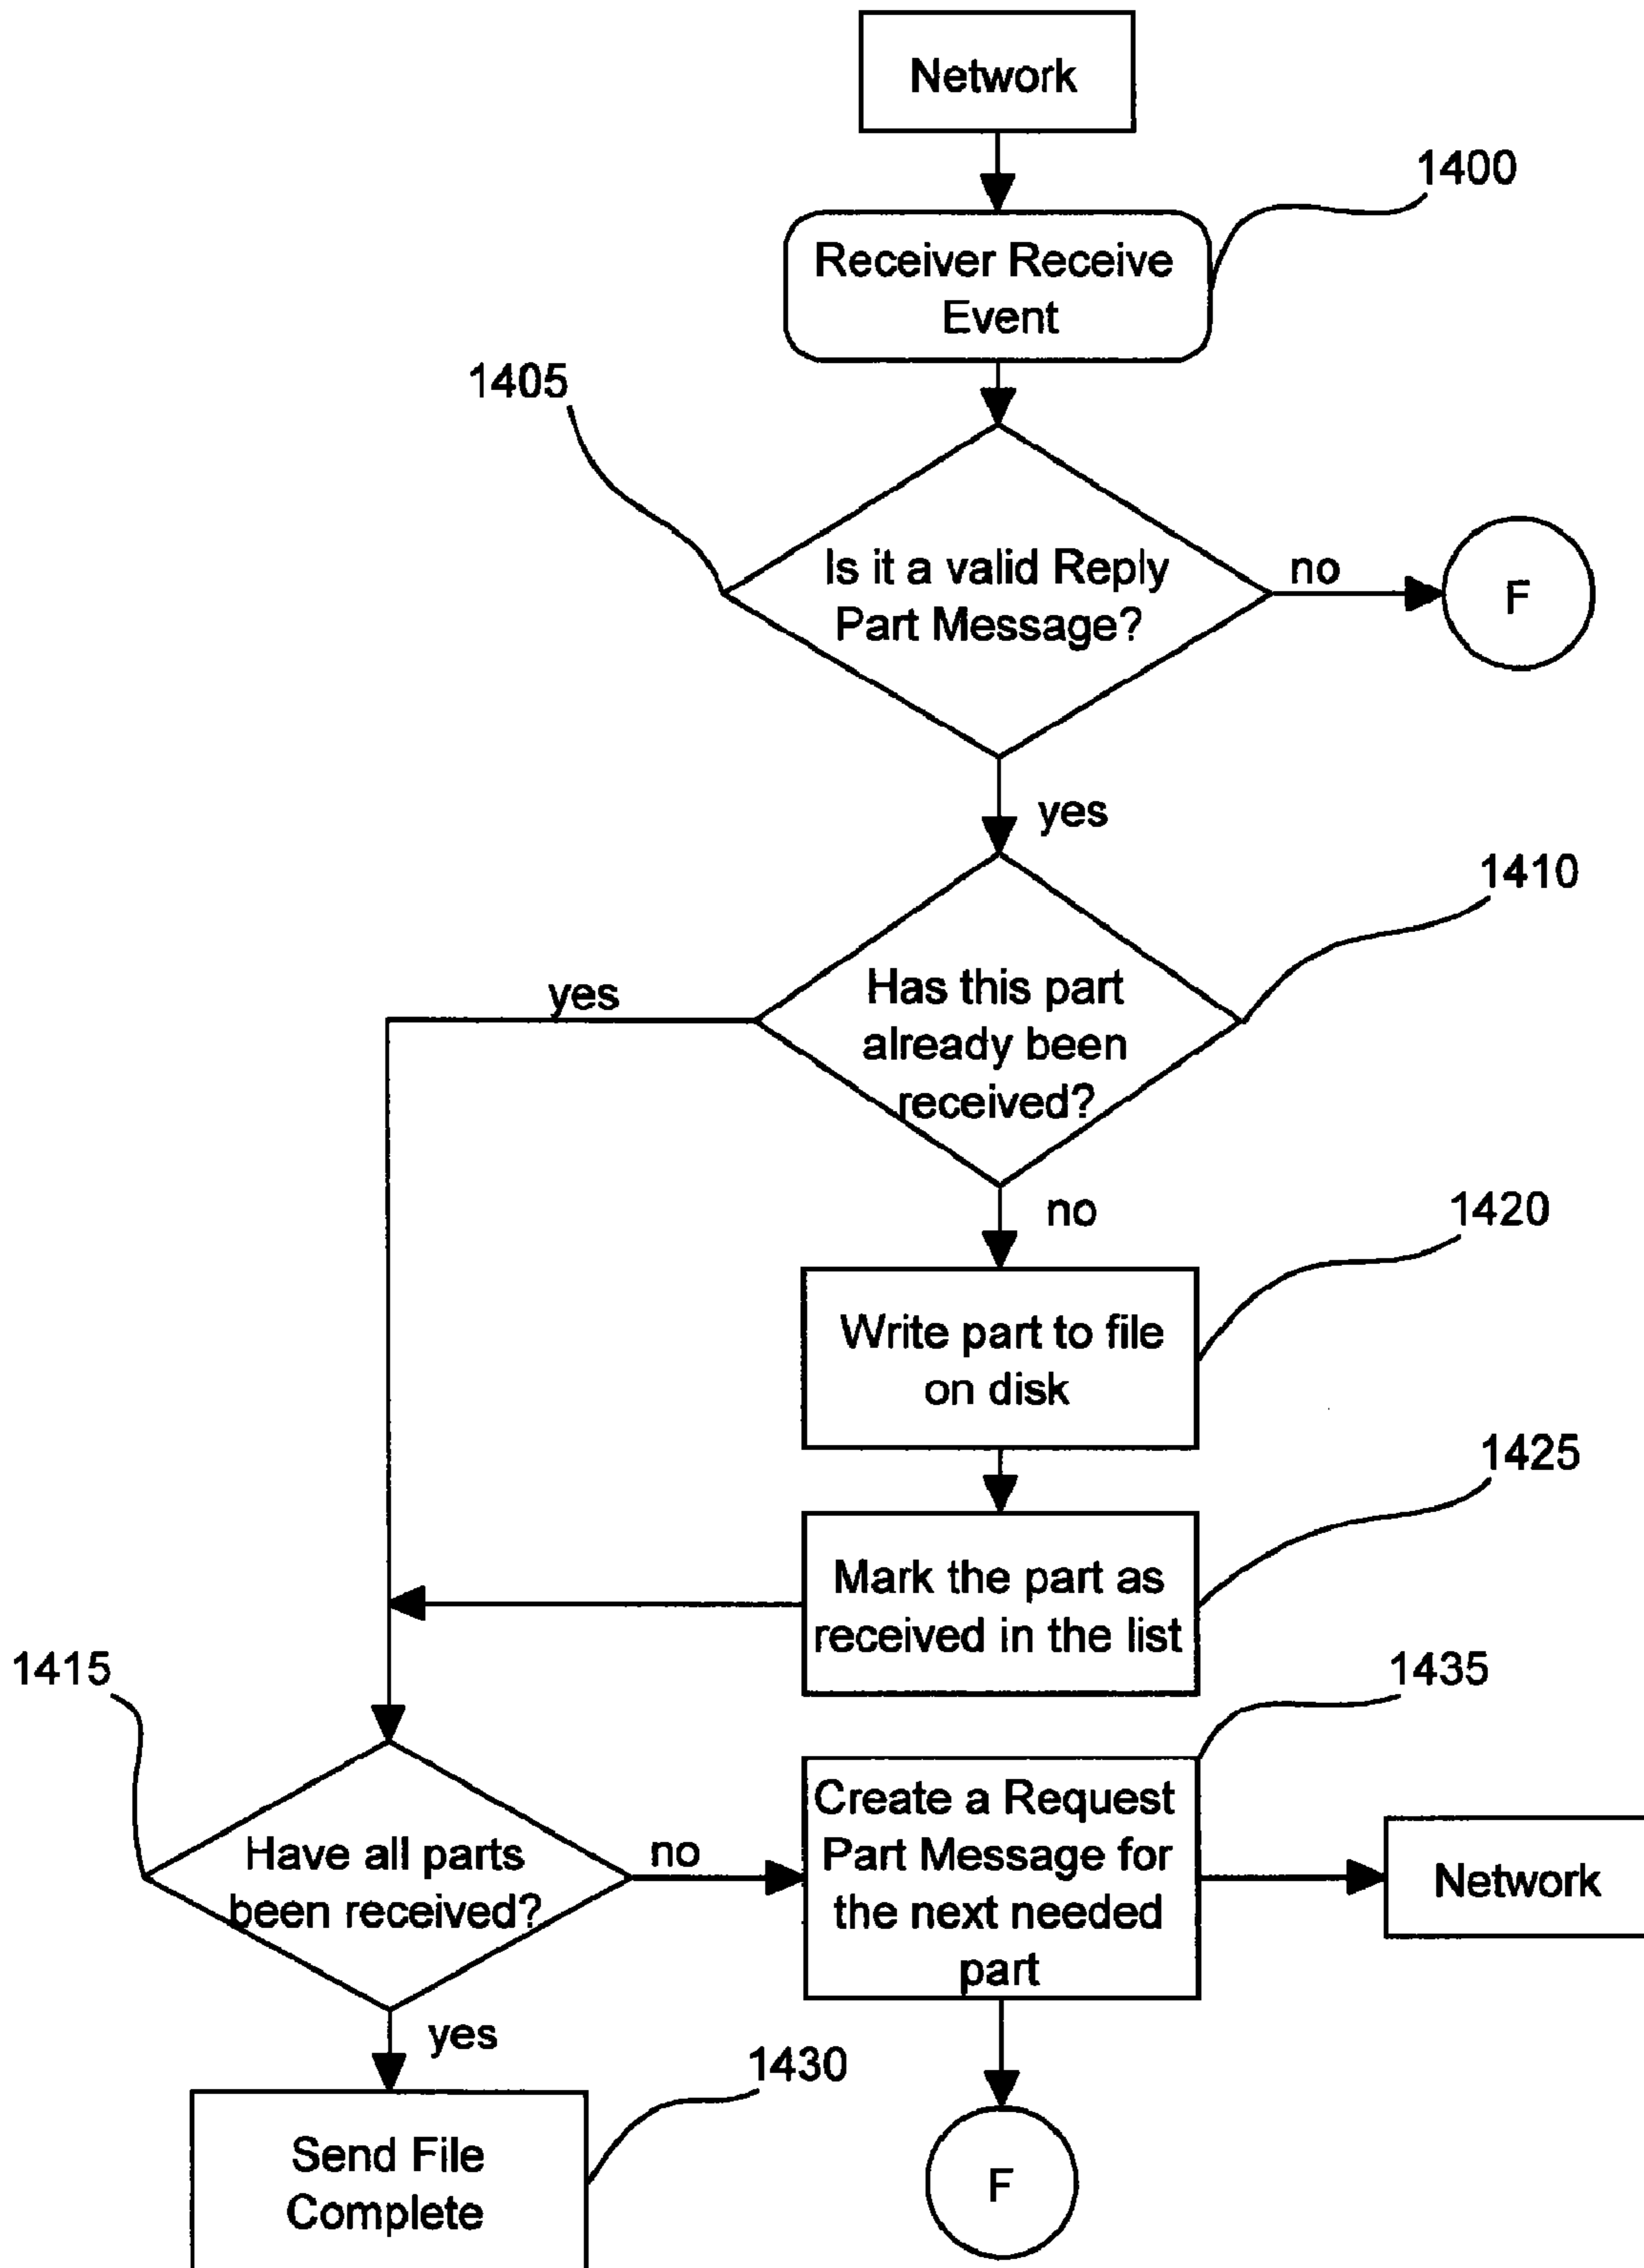 Network
1400
Receiver Receive
Event
1405
Is it a valid Reply
Part Message?
no
F
yes
1410
yes
Has this part
already been
received?
no
1420
Write part to file
on disk
1425
Mark the part as
received in the list
1415
1435
Have all parts
been received?
no
Create a Request
Part Message for
the next needed
part
Network
yes
1430
Send File
Complete
F